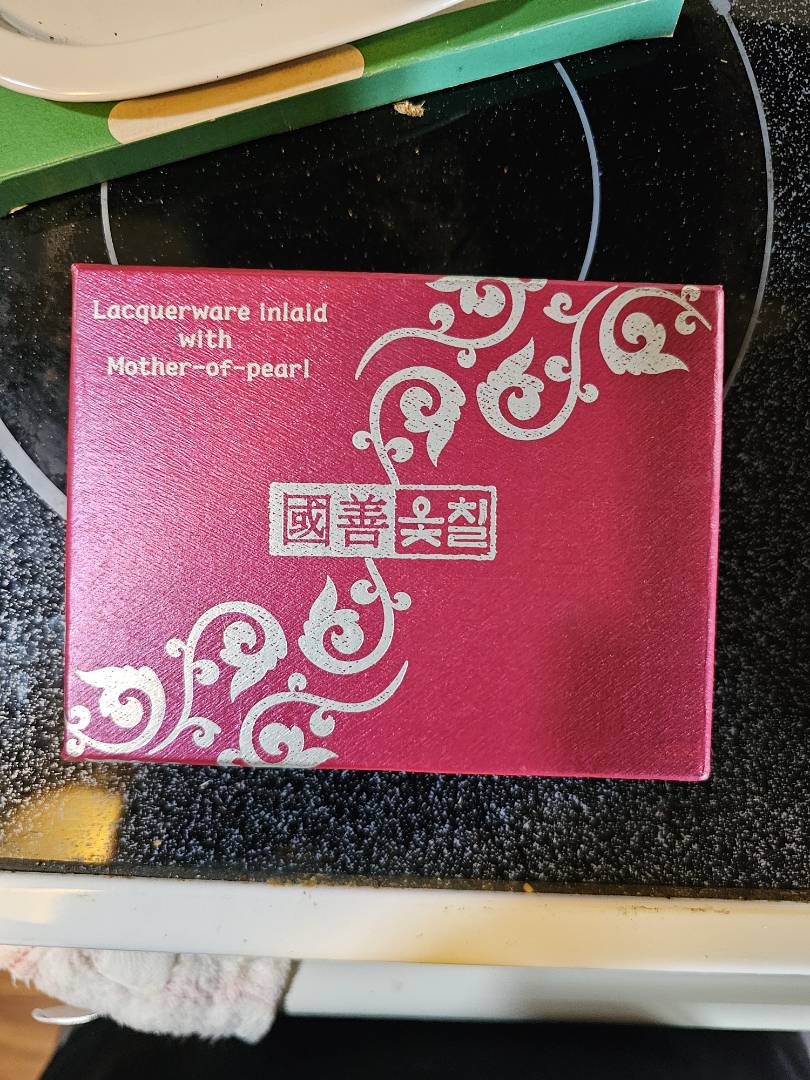 Lacquerware inlaid
with
Mother-of-pearl
國善옻칠